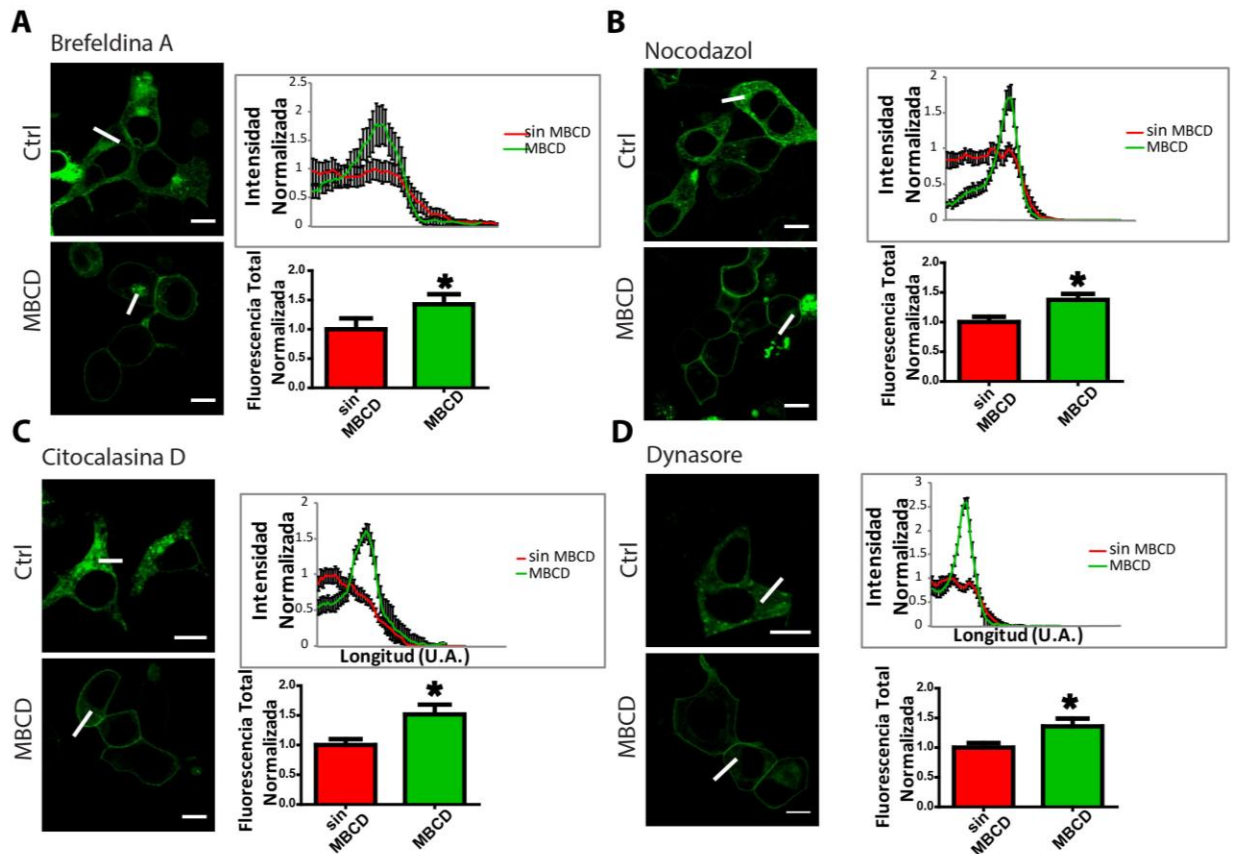 A
Brefeldina A
Ctrl
MBCD
Intensidad
Normalizada
2.5
2
1.5
1
0.5
0
sin MBCD
MBCD
Fluorescencia Total
Normalizada
2.0
1.5
1.0
0.5
0.0
*
sin
MBCD
MBCD
B
Nocodazol
Ctrl
MBCD
Intensidad
Normalizada
2
1.5
1
0.5
0
sin MBCD
MBCD
Fluorescencia Total
Normalizada
2.0
1.5
1.0
0.5
0.0
*
sin
MBCD
MBCD
C
Citocalasina D
Ctrl
MBCD
Intensidad
Normalizada
2
1.5
1
0.5
0
sin MBCD
MBCD
Longitud (U.A.)
Fluorescencia Total
Normalizada
2.0
1.5
1.0
0.5
0.0
*
sin
MBCD
MBCD
D
Dynasore
Ctrl
MBCD
Intensidad
Normalizada
3
2.5
2
1.5
1
0.5
0
sin MBCD
MBCD
Longitud (U.A.)
Fluorescencia Total
Normalizada
2.0
1.5
1.0
0.5
0.0
*
sin
MBCD
MBCD